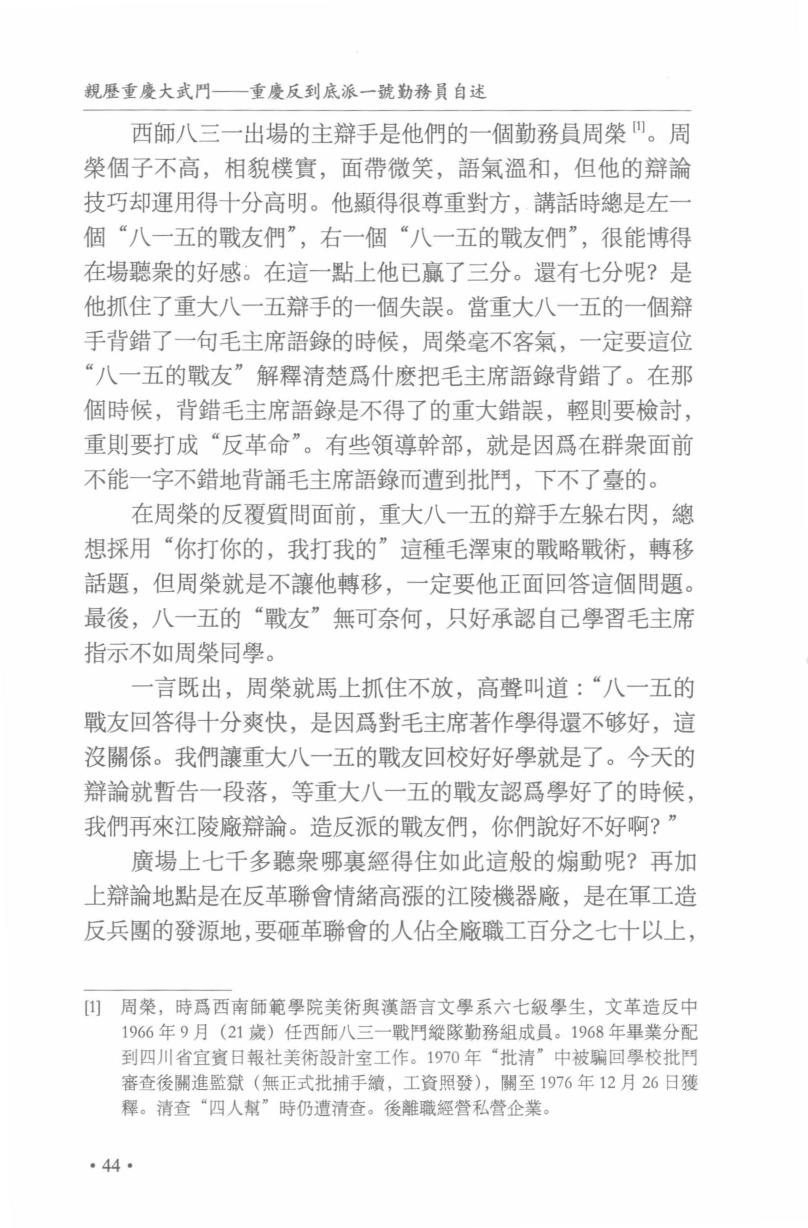 親歷重慶大武鬥——重慶反到底派一號勤務員自述
西師八三一出場的主辯手是他們的一個勤務員周榮[1]。周
榮個子不高，相貌樸實，面帶微笑，語氣溫和，但他的辯論
技巧却運用得十分高明。他顯得很尊重對方，講話時總是左一
個“八一五的戰友們”，右一個“八一五的戰友們”，很能博得
在場聽衆的好感。在這一點上他已贏了三分。還有七分呢？是
他抓住了重大八一五辯手的一個失誤。當重大八一五的一個辯
手背錯了一句毛主席語錄的時候，周榮毫不客氣，一定要這位
“八一五的戰友”解釋清楚爲什麽把毛主席語錄背錯了。在那
個時候，背錯毛主席語錄是不得了的重大錯誤，輕則要檢討，
重則要打成“反革命”。有些領導幹部，就是因爲在群衆面前
不能一字不錯地背誦毛主席語錄而遭到批鬥，下不了臺的。
在周榮的反覆質問面前，重大八一五的辯手左躲右閃，總
想採用“你打你的，我打我的”這種毛澤東的戰略戰術，轉移
話題，但周榮就是不讓他轉移，一定要他正面回答這個問題。
最後，八一五的“戰友”無可奈何，只好承認自己學習毛主席
指示不如周榮同學。
一言既出，周榮就馬上抓住不放，高聲叫道：“八一五的
戰友回答得十分爽快，是因爲對毛主席著作學得還不够好，這
沒關係。我們讓重大八一五的戰友回校好好學就是了。今天的
辯論就暫告一段落，等重大八一五的戰友認爲學好了的時候，
我們再來江陵廠辯論。造反派的戰友們，你們說好不好啊？”
廣場上七千多聽衆哪裏經得住如此這般的煽動呢？再加
上辯論地點是在反革聯會情緒高漲的江陵機器廠，是在軍工造
反兵團的發源地，要砸革聯會的人佔全廠職工百分之七十以上，
[1] 周榮，時爲西南師範學院美術與漢語言文學系六七級學生，文革造反中
1966年9月（21歲）任西師八三一戰鬥縱隊勤務組成員。1968年畢業分配
到四川省宜賓日報社美術設計室工作。1970年“批清”中被騙回學校批鬥
審查後關進監獄（無正式批捕手續，工資照發），關至1976年12月26日獲
釋。清查“四人幫”時仍遭清查。後離職經營私營企業。
·44·